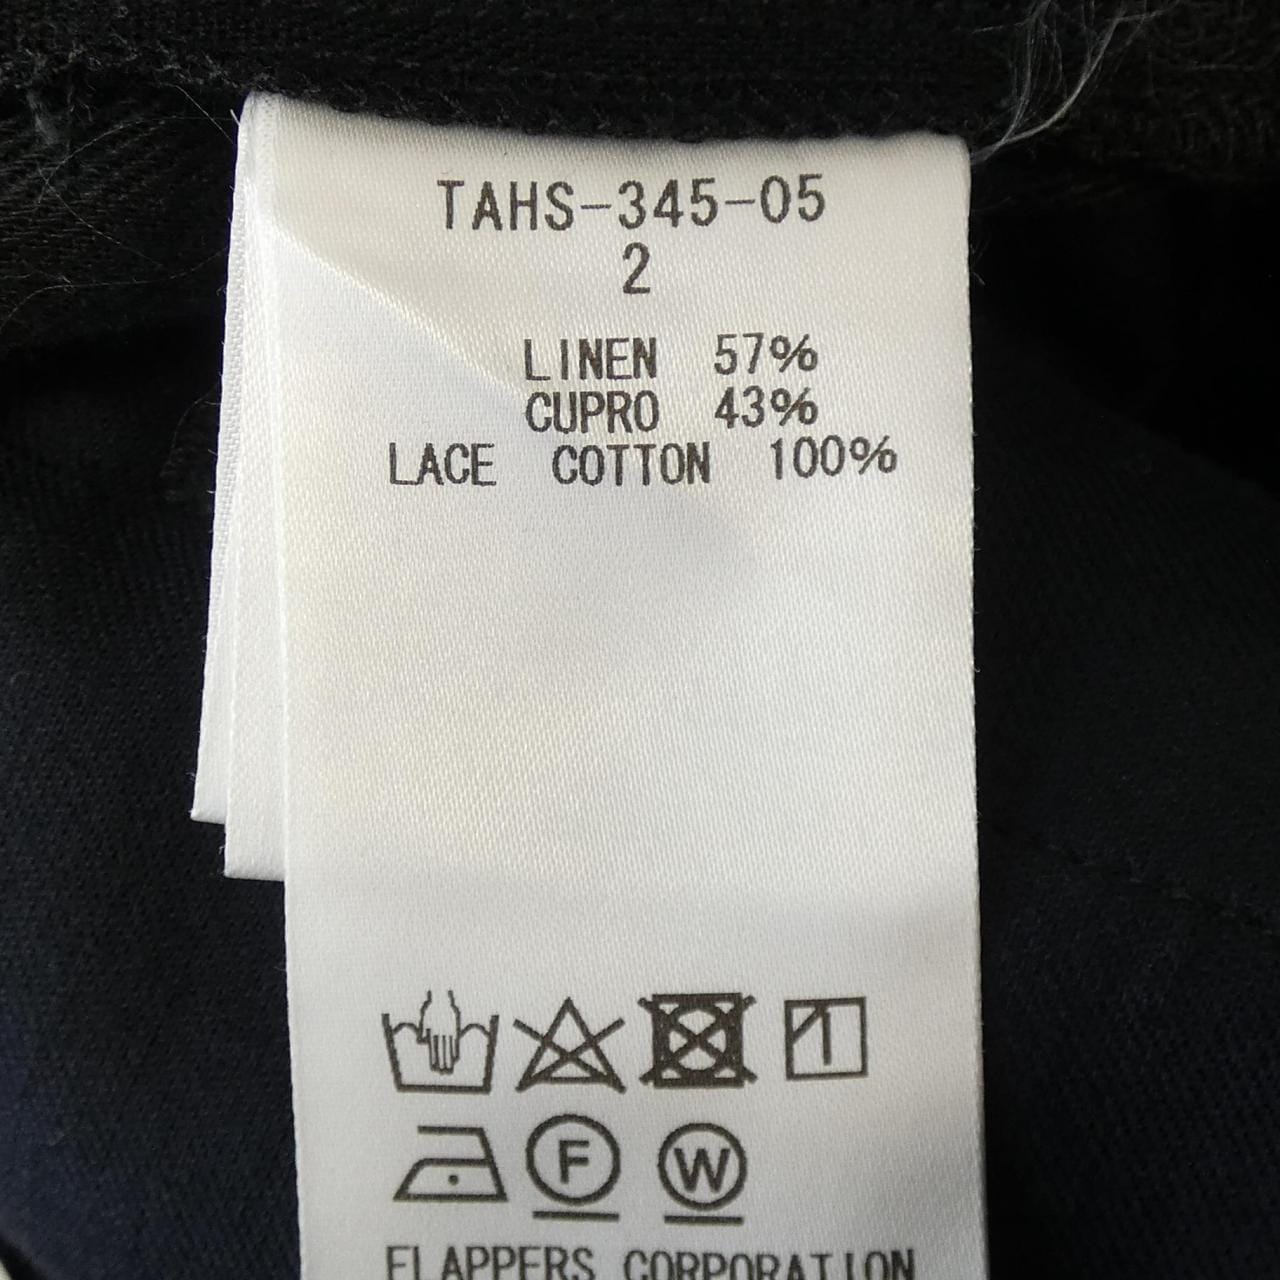 TAHS-345-05
2
LINEN 57%
CUPRO 43%
LACE COTTON 100%
F W
FLAPPERS CORPORATION